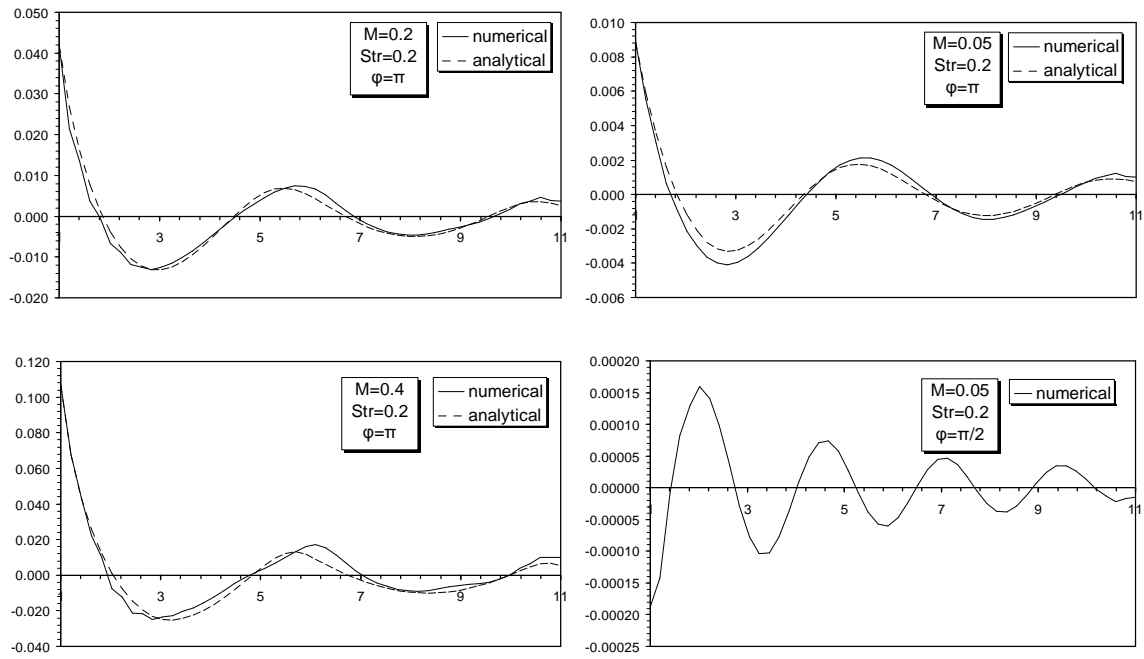 0.050
0.040
0.030
0.020
0.010
0.000
-0.010
-0.020
1 3 5 7 9 11
M=0.2
Str=0.2
φ=π
numerical
analytical
0.010
0.008
0.006
0.004
0.002
0.000
-0.002
-0.004
-0.006
1 3 5 7 9 11
M=0.05
Str=0.2
φ=π
numerical
analytical
0.120
0.100
0.080
0.060
0.040
0.020
0.000
-0.020
-0.040
1 3 5 7 9 11
M=0.4
Str=0.2
φ=π
numerical
analytical
0.00020
0.00015
0.00010
0.00005
0.00000
-0.00005
-0.00010
-0.00015
-0.00020
-0.00025
1 3 5 7 9 11
M=0.05
Str=0.2
φ=π/2
numerical